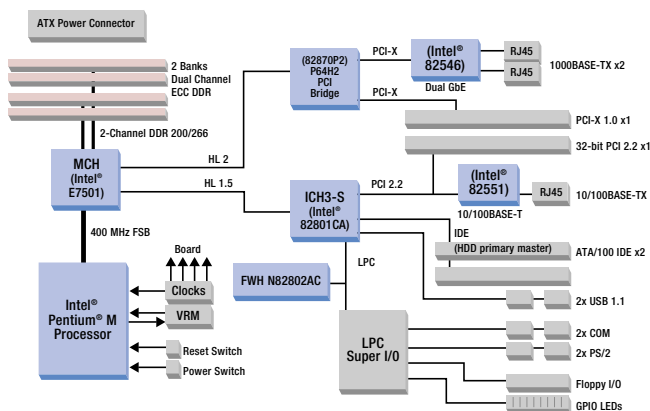 ATX Power Connector
2 Banks
Dual Channel
ECC DDR
2-Channel DDR 200/266
MCH
(Intel®
E7501)
HL 2
HL 1.5
400 MHz FSB
Intel®
Pentium® M
Processor
Board
Clocks
VRM
Reset Switch
Power Switch
(82870P2)
P64H2
PCI
Bridge
PCI-X
PCI-X
(Intel®
82546)
Dual GbE
RJ45
RJ45
1000BASE-TX x2
PCI-X 1.0 x1
32-bit PCI 2.2 x1
ICH3-S
(Intel®
82801CA)
PCI 2.2
(Intel®
82551)
10/100BASE-T
RJ45
10/100BASE-TX
IDE
(HDD primary master)
ATA/100 IDE x2
LPC
FWH N82802AC
2x USB 1.1
LPC
Super I/O
2x COM
2x PS/2
Floppy I/O
GPIO LEDs